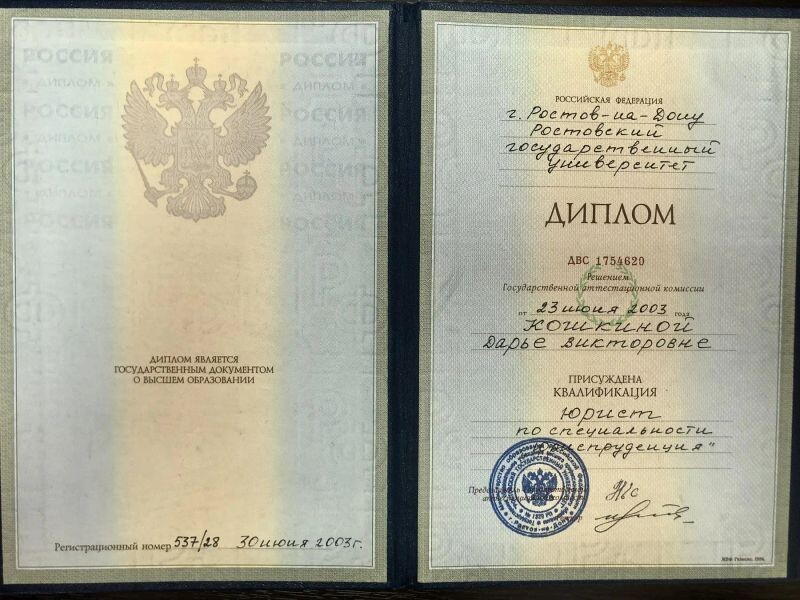 РОССИЯ
ДИПЛОМ
РОССИЯ
ДИПЛОМ
ДИПЛОМ ЯВЛЯЕТСЯ
ГОСУДАРСТВЕННЫМ ДОКУМЕНТОМ
О ВЫСШЕМ ОБРАЗОВАНИИ
Регистрационный номер 537/28 30 июня 2003г.
РОССИЙСКАЯ ФЕДЕРАЦИЯ
г. Ростов-на-Дону
Ростовский
государственный
университет
ДИПЛОМ
ДВС 1754620
Решением
Государственной аттестационной комиссии
от 23 июня 2003 года
Кошкиной
Дарье Викторовне
ПРИСУЖДЕНА
КВАЛИФИКАЦИЯ
Юрист
по специальности